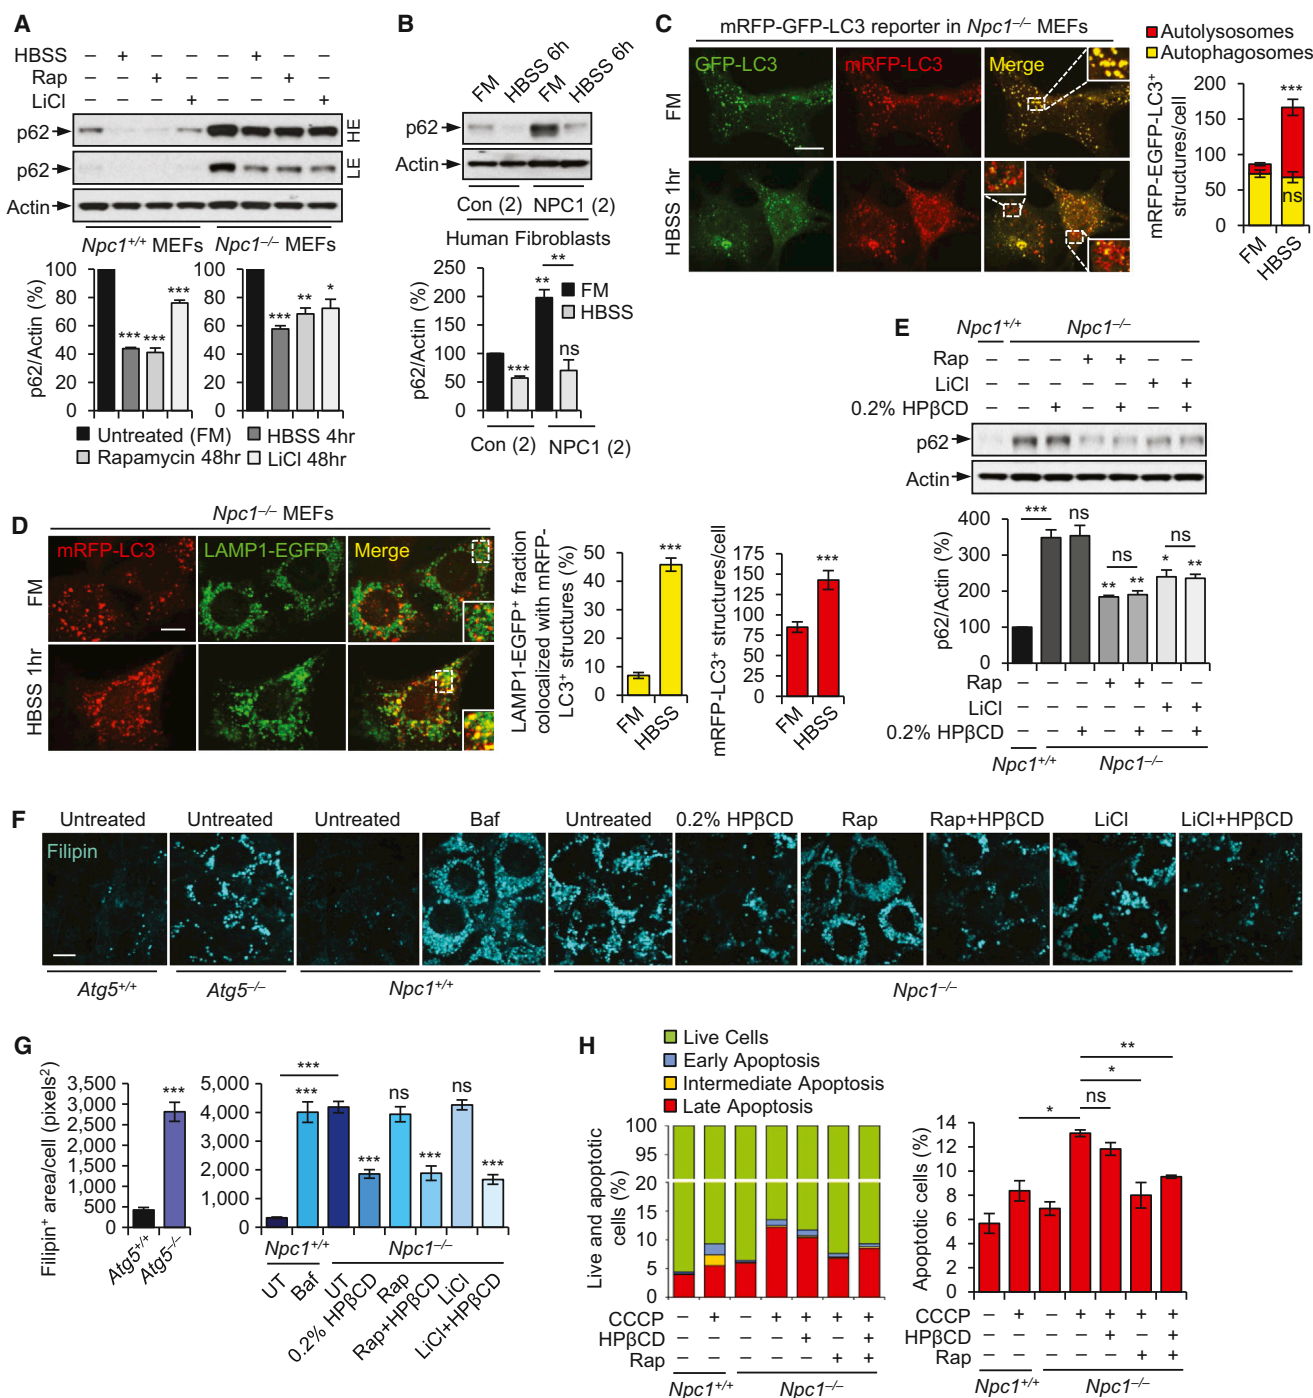 A
HBSS – + – – – + – –
Rap – – + – – – + –
LiCl – – – + – – – +
p62 HE
p62 LE
Actin
Npc1+/+ MEFs Npc1–/– MEFs
p62/Actin (%)
100 80 60 40 20 0
*** *** ***
100 80 60 40 20 0
*** ** *
Untreated (FM) HBSS 4hr
Rapamycin 48hr LiCl 48hr
B
FM HBSS 6h FM HBSS 6h
p62
Actin
Con (2) NPC1 (2)
Human Fibroblasts
p62/Actin (%)
250 200 150 100 50 0
*** ** ** ns
FM
HBSS
Con (2) NPC1 (2)
C
mRFP-GFP-LC3 reporter in Npc1–/– MEFs
GFP-LC3 mRFP-LC3 Merge
FM
HBSS 1hr
Autolysosomes
Autophagosomes
mRFP-EGFP-LC3+ structures/cell
200 150 100 50 0
***
ns
FM HBSS
D
Npc1–/– MEFs
mRFP-LC3 LAMP1-EGFP Merge
FM
HBSS 1hr
LAMP1-EGFP+ fraction colocalized with mRFP-LC3+ structures (%)
50 40 30 20 10 0
***
FM HBSS
mRFP-LC3+ structures/cell
175 150 125 100 75 50 25 0
***
FM HBSS
E
Npc1+/+ Npc1–/–
Rap – – – + + – –
LiCl – – – – – + +
0.2% HPβCD – – + – + – +
p62
Actin
p62/Actin (%)
400 300 200 100 0
*** ns ** ns ** * ns **
Rap + +
LiCl + +
0.2% HPβCD + + +
Npc1+/+ Npc1–/–
F
Untreated Untreated Untreated Baf Untreated 0.2% HPβCD Rap Rap+HPβCD LiCl LiCl+HPβCD
Filipin
Atg5+/+ Atg5–/– Npc1+/+ Npc1–/–
G
Filipin+ area/cell (pixels2)
3,500 3,000 2,500 2,000 1,500 1,000 500 0
***
Atg5+/+ Atg5–/–
5,000 4,000 3,000 2,000 1,000 0
*** *** *** ns *** ns ***
Npc1+/+ Npc1–/–
UT Baf UT 0.2% HPβCD Rap Rap+HPβCD LiCl LiCl+HPβCD
H
Live Cells
Early Apoptosis
Intermediate Apoptosis
Late Apoptosis
Live and apoptotic cells (%)
100 95 20 15 10 5 0
CCCP – + – + + + +
HPβCD – – – – + – +
Rap – – – – – + +
Npc1+/+ Npc1–/–
Apoptotic cells (%)
14 12 10 8 6 4 2 0
* ns * **
CCCP – + – + + + +
HPβCD – – – – + – +
Rap – – – – – + +
Npc1+/+ Npc1–/–